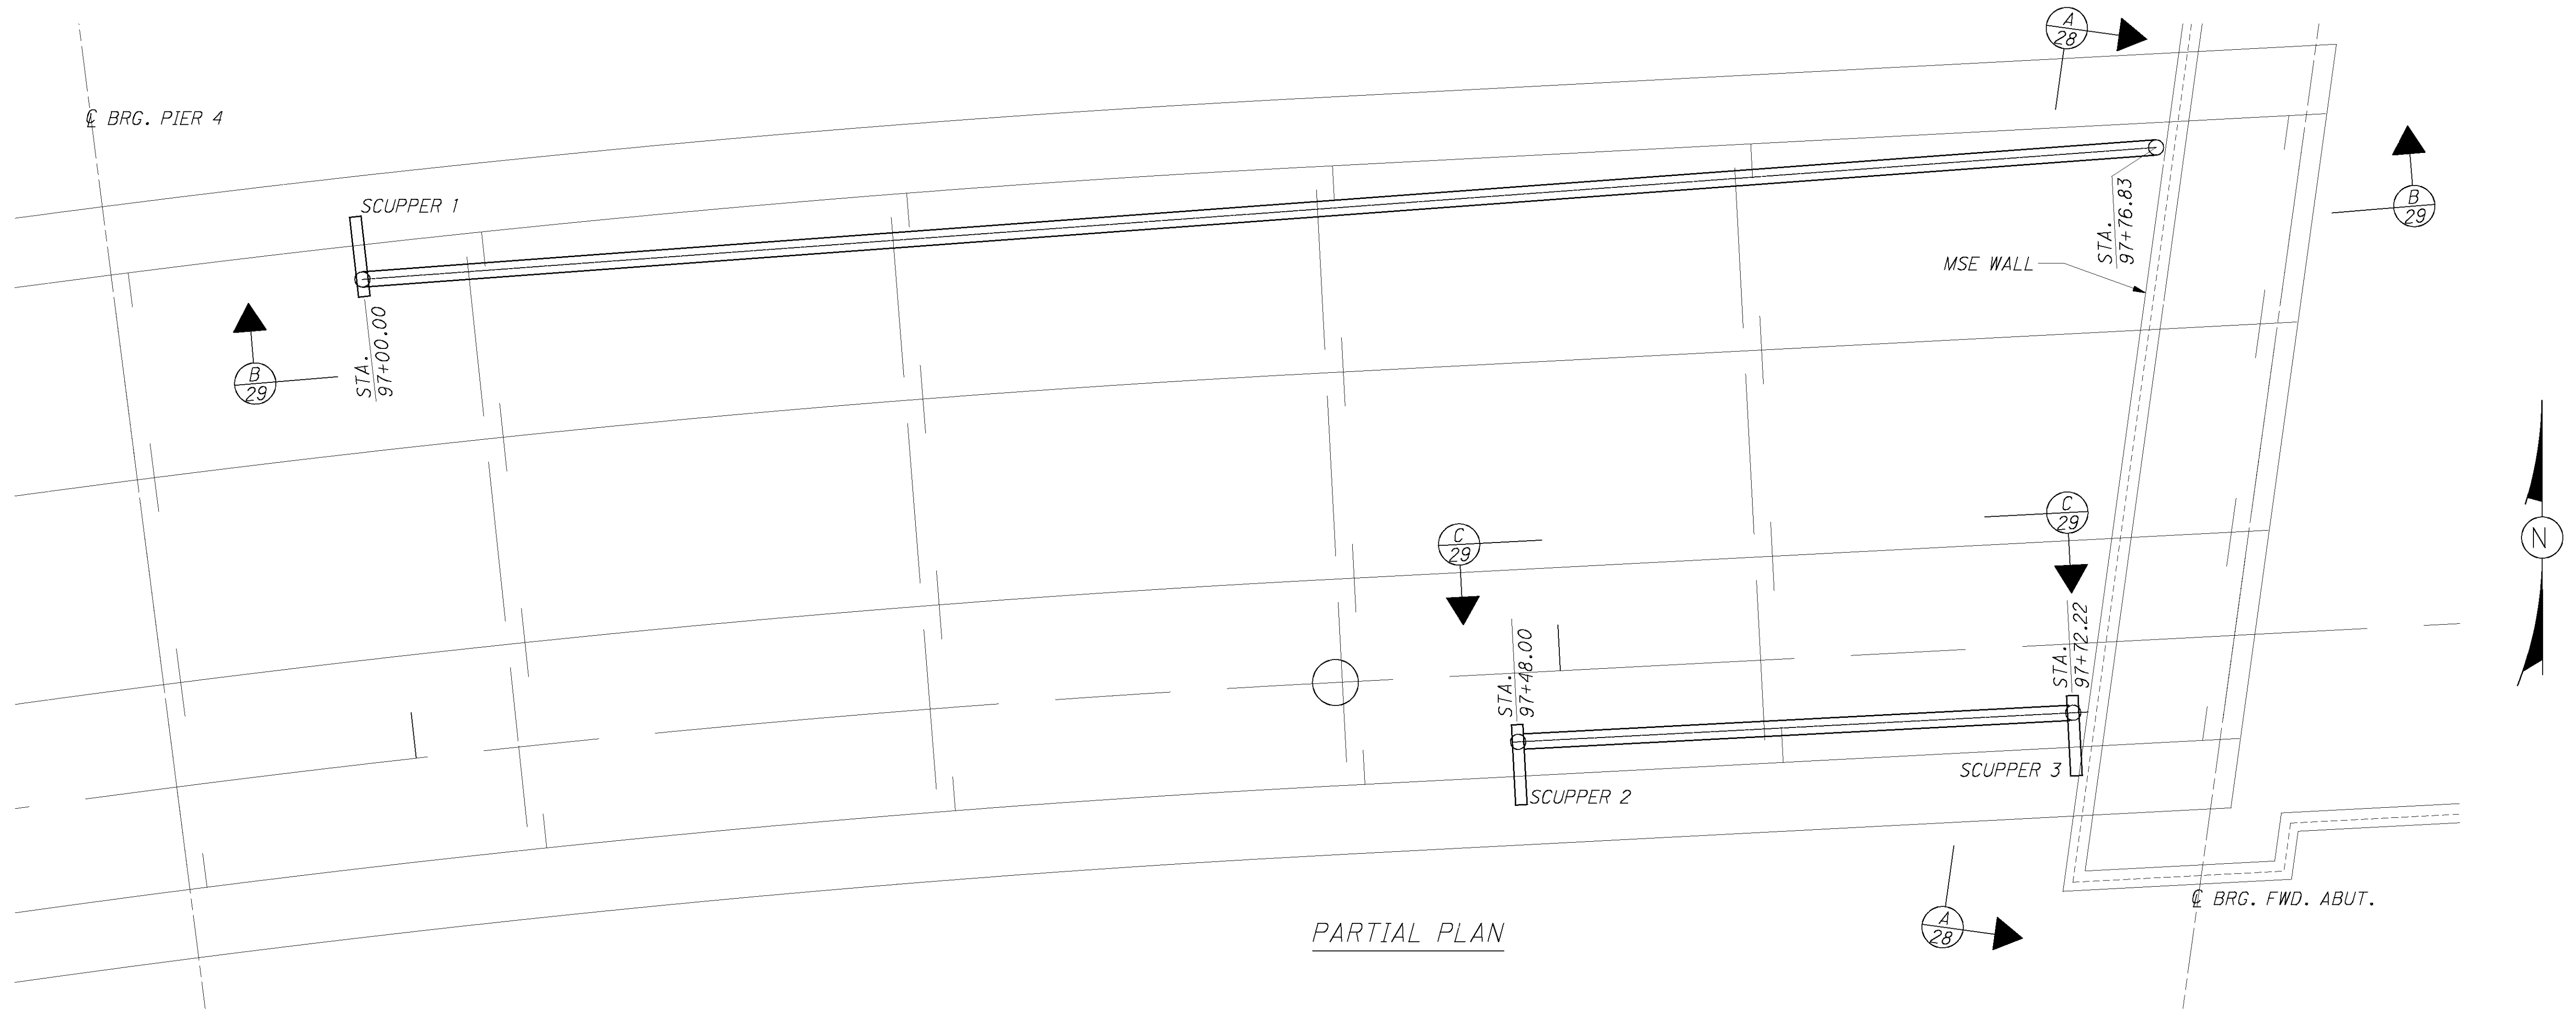 A
28
℄ BRG. PIER 4
B
29
SCUPPER 1
STA.
97+76.83
MSE WALL
STA.
97+00.00
B
29
C
29
C
29
N
STA.
97+48.00
STA.
97+72.22
SCUPPER 3
SCUPPER 2
℄ BRG. FWD. ABUT.
A
28
PARTIAL PLAN